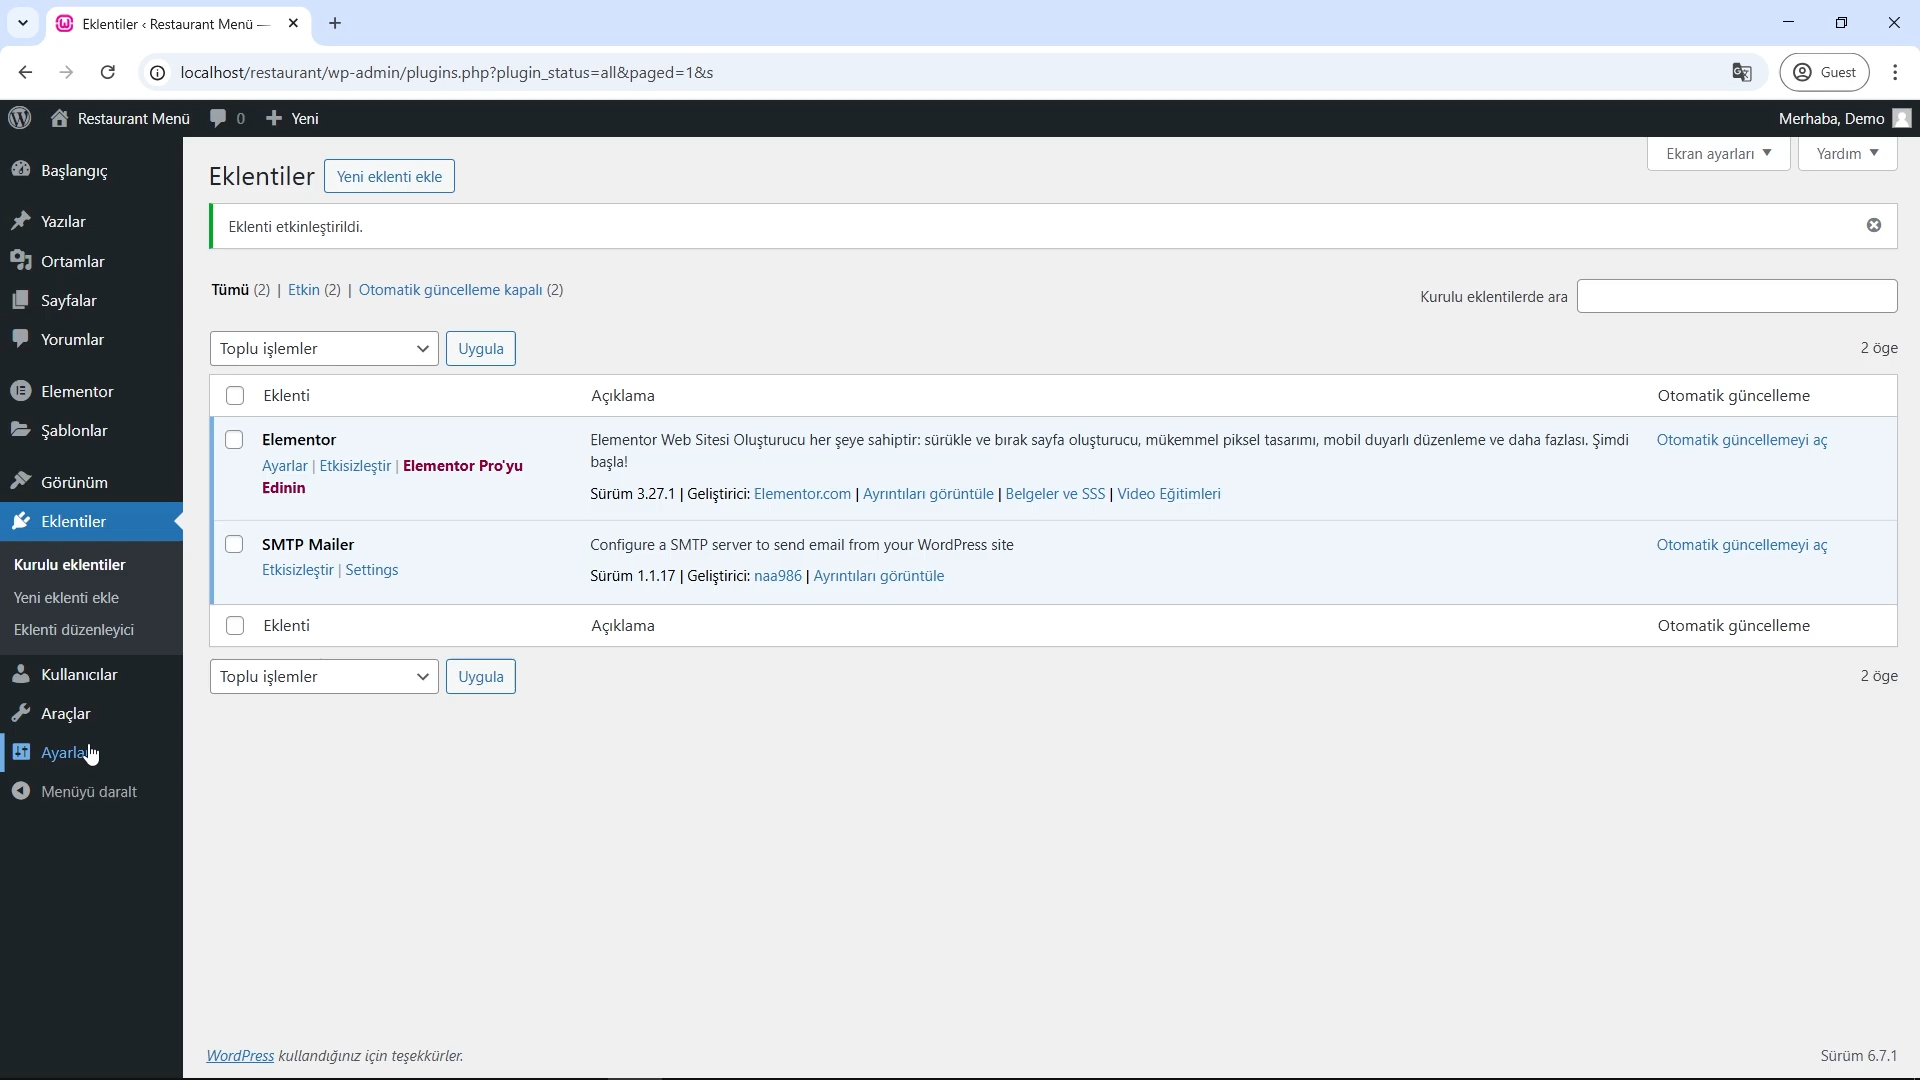 Eklentiler ‹ Restaurant Menü —
localhost/restaurant/wp-admin/plugins.php?plugin_status=all&paged=1&s
Guest
Restaurant Menü
0
Yeni
Merhaba, Demo
Başlangıç
Yazılar
Ortamlar
Sayfalar
Yorumlar
Elementor
Şablonlar
Görünüm
Eklentiler
Kurulu eklentiler
Yeni eklenti ekle
Eklenti düzenleyici
Kullanıcılar
Araçlar
Ayarla
Menüyü daralt
Ekran ayarları
Yardım
Eklentiler
Yeni eklenti ekle
Eklenti etkinleştirildi.
Tümü (2) | Etkin (2) | Otomatik güncelleme kapalı (2)
Kurulu eklentilerde ara
Toplu işlemler
Uygula
2 öge
Eklenti
Açıklama
Otomatik güncelleme
Elementor
Ayarlar | Etkisizleştir | Elementor Pro'yu
Edinin
Elementor Web Sitesi Oluşturucu her şeye sahiptir: sürükle ve bırak sayfa oluşturucu, mükemmel piksel tasarımı, mobil duyarlı düzenleme ve daha fazlası. Şimdi
başla!
Sürüm 3.27.1 | Geliştirici: Elementor.com | Ayrıntıları görüntüle | Belgeler ve SSS | Video Eğitimleri
Otomatik güncellemeyi aç
SMTP Mailer
Etkisizleştir | Settings
Configure a SMTP server to send email from your WordPress site
Sürüm 1.1.17 | Geliştirici: naa986 | Ayrıntıları görüntüle
Otomatik güncellemeyi aç
Eklenti
Açıklama
Otomatik güncelleme
Toplu işlemler
Uygula
2 öge
WordPress kullandığınız için teşekkürler.
Sürüm 6.7.1